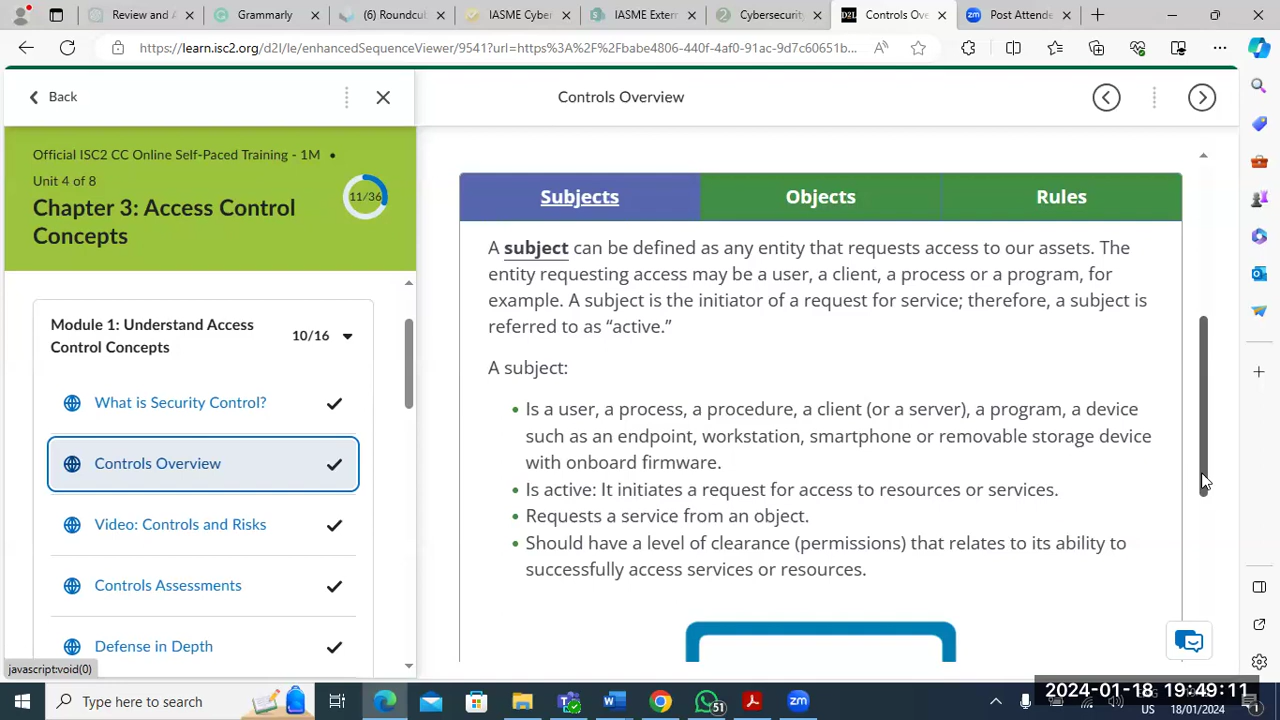 Review and A
Grammarly
(6) Roundcub
IASME Cyber
IASME Extern
Cybersecurity
D2L
Controls Ove
Post Attende
https://learn.isc2.org/d2l/le/enhancedSequenceViewer/9541?url=https%3A%2F%2Fbabe4806-440f-4af0-91ac-9d7c60651b...
Back
Controls Overview
Official ISC2 CC Online Self-Paced Training - 1M •
Unit 4 of 8
Chapter 3: Access Control
Concepts
11/36
Module 1: Understand Access
Control Concepts
10/16
What is Security Control?
Controls Overview
Video: Controls and Risks
Controls Assessments
Defense in Depth
javascript:void(0)
Subjects
Objects
Rules
A subject can be defined as any entity that requests access to our assets. The
entity requesting access may be a user, a client, a process or a program, for
example. A subject is the initiator of a request for service; therefore, a subject is
referred to as “active.”
A subject:
• Is a user, a process, a procedure, a client (or a server), a program, a device
such as an endpoint, workstation, smartphone or removable storage device
with onboard firmware.
• Is active: It initiates a request for access to resources or services.
• Requests a service from an object.
• Should have a level of clearance (permissions) that relates to its ability to
successfully access services or resources.
Type here to search
51
2024-01-18 19:49:11
US
18/01/2024